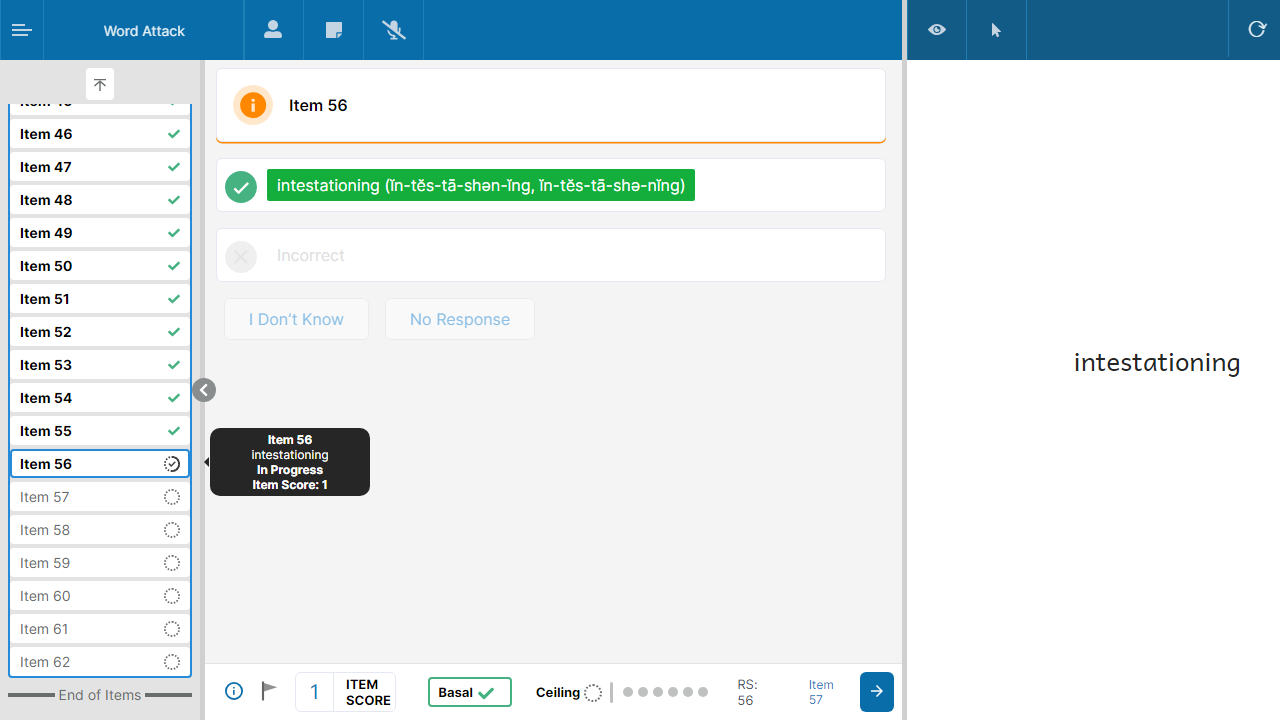 Word Attack
Item 46
Item 47
Item 48
Item 49
Item 50
Item 51
Item 52
Item 53
Item 54
Item 55
Item 56
Item 57
Item 58
Item 59
Item 60
Item 61
Item 62
End of Items
Item 56
intestationing (ĭn-tĕs-tā-shən-ĭng, ĭn-tĕs-tā-shə-nĭng)
Incorrect
I Don't Know
No Response
Item 56
intestationing
In Progress
Item Score: 1
1
ITEM
SCORE
Basal
Ceiling
RS:
56
Item
57
intestationing